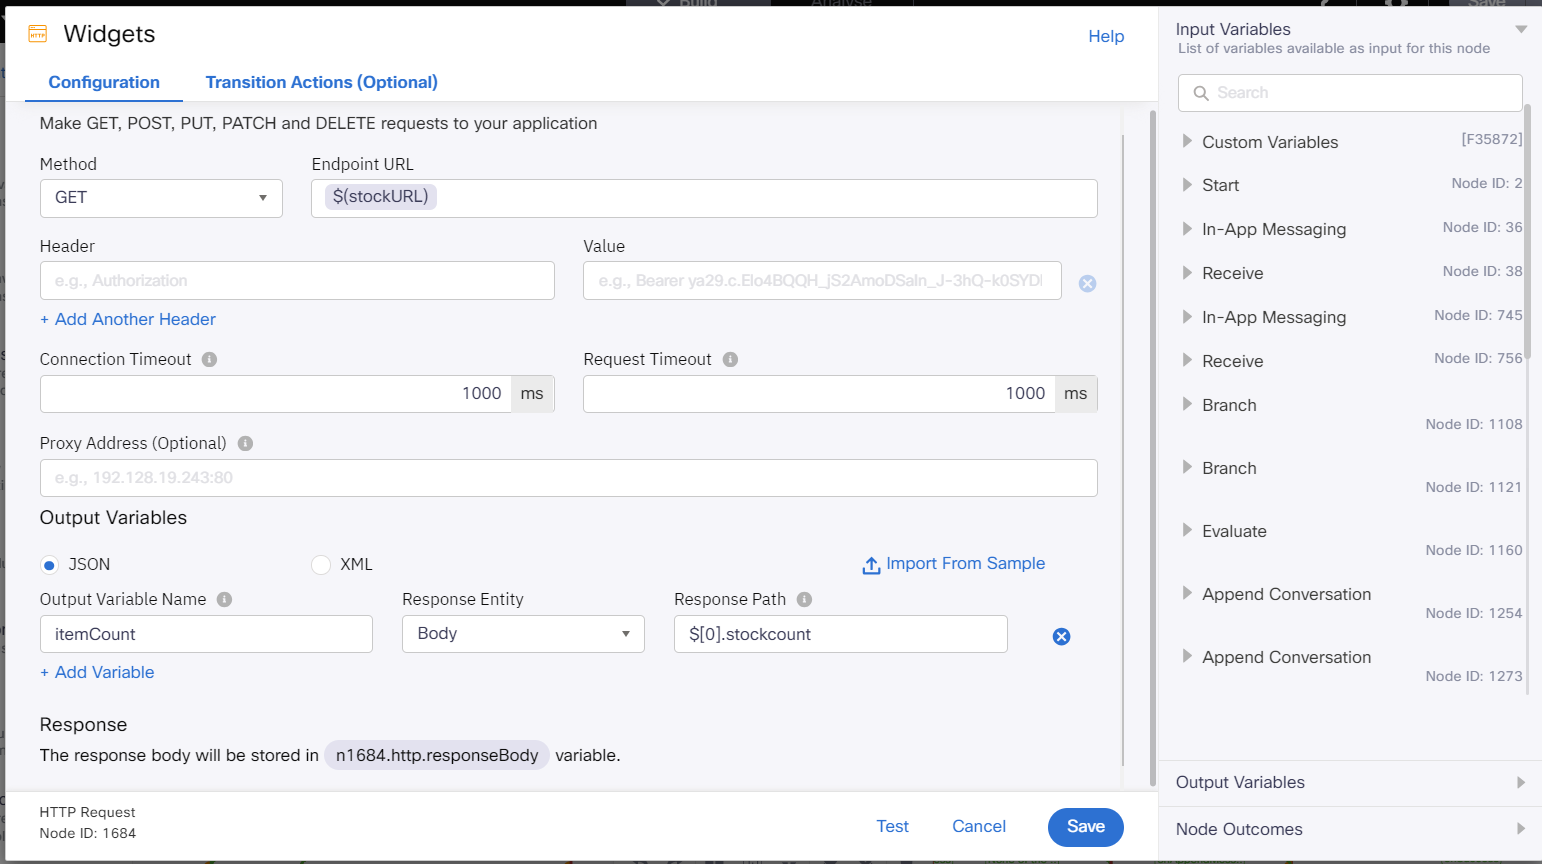 Build
Analyse
Save
HTTP
Widgets
Help
Configuration
Transition Actions (Optional)
Make GET, POST, PUT, PATCH and DELETE requests to your application
Method
Endpoint URL
GET
$(stockURL)
Header
Value
e.g., Authorization
e.g., Bearer ya29.c.Elo4BQQH_jS2AmoDSaIn_J-3hQ-k0SYD
+ Add Another Header
Connection Timeout
Request Timeout
1000 ms
1000 ms
Proxy Address (Optional)
e.g., 192.128.19.243:80
Output Variables
JSON
XML
Import From Sample
Output Variable Name
Response Entity
Response Path
itemCount
Body
$[0].stockcount
+ Add Variable
Response
The response body will be stored in n1684.http.responseBody variable.
HTTP Request
Node ID: 1684
Test
Cancel
Save
Input Variables
List of variables available as input for this node
Search
Custom Variables [F35872]
Start Node ID: 2
In-App Messaging Node ID: 36
Receive Node ID: 38
In-App Messaging Node ID: 745
Receive Node ID: 756
Branch
Node ID: 1108
Branch
Node ID: 1121
Evaluate
Node ID: 1160
Append Conversation
Node ID: 1254
Append Conversation
Node ID: 1273
Output Variables
Node Outcomes